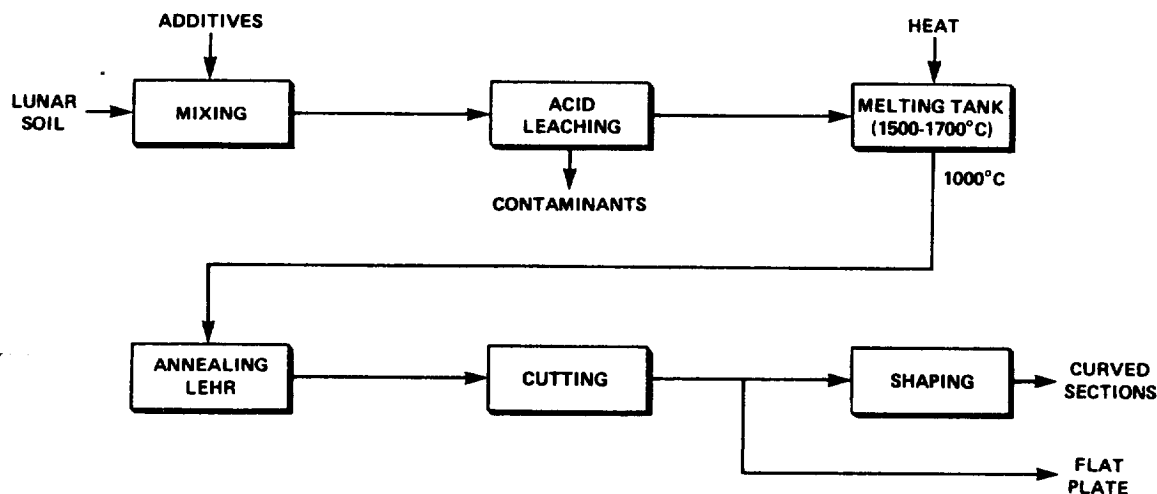 ADDITIVES
HEAT
LUNAR
SOIL
MIXING
ACID
LEACHING
MELTING TANK
(1500-1700°C)
1000°C
CONTAMINANTS
ANNEALING
LEHR
CUTTING
SHAPING
CURVED
SECTIONS
FLAT
PLATE